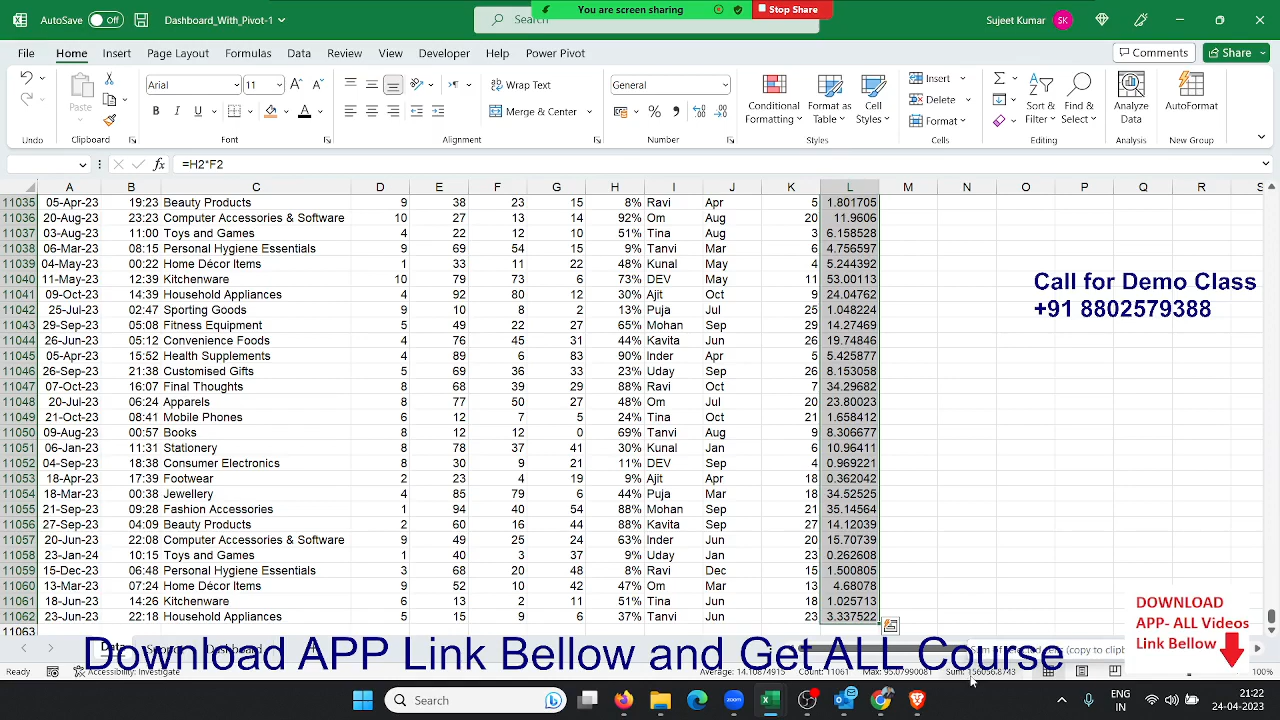 Dashboard_With_Pivot-1
Search
You are screen sharing
Stop Share
Sujeet Kumar SK
File Home Insert Page Layout Formulas Data Review View Developer Help Power Pivot
Comments Share
Paste
Arial 11
Wrap Text
General
Conditional Formatting
Format as Table
Cell Styles
Insert
Delete
Format
Sort & Filter
Find & Select
Analyze Data
AutoFormat
B I U
Merge & Center
Undo Clipboard Font Alignment Number Styles Cells Editing Analysis New Group
fx =H2*F2
A B C D E F G H I J K L M N O P Q R S
11035 05-Apr-23 19:23 Beauty Products 9 38 23 15 8% Ravi Apr 5 1.801705
11036 20-Aug-23 23:23 Computer Accessories & Software 10 27 13 14 92% Om Aug 20 11.9606
11037 03-Aug-23 11:00 Toys and Games 4 22 12 10 51% Tina Aug 3 6.158528
11038 06-Mar-23 08:15 Personal Hygiene Essentials 9 69 54 15 9% Tanvi Mar 6 4.756597
11039 04-May-23 00:22 Home Décor Items 1 33 11 22 48% Kunal May 4 5.244392
11040 11-May-23 12:39 Kitchenware 10 79 73 6 73% DEV May 11 53.00113
11041 09-Oct-23 14:39 Household Appliances 4 92 80 12 30% Ajit Oct 9 24.04762
11042 25-Jul-23 02:47 Sporting Goods 9 10 8 2 13% Puja Jul 25 1.048224
11043 29-Sep-23 05:08 Fitness Equipment 5 49 22 27 65% Mohan Sep 29 14.27469
11044 26-Jun-23 05:12 Convenience Foods 4 76 45 31 44% Kavita Jun 26 19.74846
11045 05-Apr-23 15:52 Health Supplements 4 89 6 83 90% Inder Apr 5 5.425877
11046 26-Sep-23 21:38 Customised Gifts 5 69 36 33 23% Uday Sep 26 8.153058
11047 07-Oct-23 16:07 Final Thoughts 8 68 39 29 88% Ravi Oct 7 34.29682
11048 20-Jul-23 06:24 Apparels 8 77 50 27 48% Om Jul 20 23.80023
11049 21-Oct-23 08:41 Mobile Phones 6 12 7 5 24% Tina Oct 21 1.658412
11050 09-Aug-23 00:57 Books 8 12 12 0 69% Tanvi Aug 9 8.306677
11051 06-Jan-23 11:31 Stationery 8 78 37 41 30% Kunal Jan 6 10.96411
11052 04-Sep-23 18:38 Consumer Electronics 8 30 9 21 11% DEV Sep 4 0.969221
11053 18-Apr-23 17:39 Footwear 2 23 4 19 9% Ajit Apr 18 0.362042
11054 18-Mar-23 00:38 Jewellery 4 85 79 6 44% Puja Mar 18 34.52525
11055 21-Sep-23 09:28 Fashion Accessories 1 94 40 54 88% Mohan Sep 21 35.14564
11056 27-Sep-23 04:09 Beauty Products 2 60 16 44 88% Kavita Sep 27 14.12039
11057 20-Jun-23 22:08 Computer Accessories & Software 9 49 25 24 63% Inder Jun 20 15.70739
11058 23-Jan-24 10:15 Toys and Games 1 40 3 37 9% Uday Jan 23 0.262608
11059 15-Dec-23 06:48 Personal Hygiene Essentials 3 68 20 48 8% Ravi Dec 15 1.500805
11060 13-Mar-23 07:24 Home Décor Items 9 52 10 42 47% Om Mar 13 4.68078
11061 18-Jun-23 14:26 Kitchenware 6 13 2 11 51% Tina Jun 18 1.025713
11062 23-Jun-23 22:18 Household Appliances 5 15 9 6 37% Tanvi Jun 23 3.337522
11063
Call for Demo Class
+91 8802579388
DOWNLOAD
APP- ALL Videos
Link Bellow
Download APP Link Bellow and Get ALL Course
Accessibility: Investigate
Average: 14.10874915 Count: 11061 Max: 95.07990081 Sum: 156056.8743
100%
Search
zoom
ENG
IN
21:22
24-04-2023